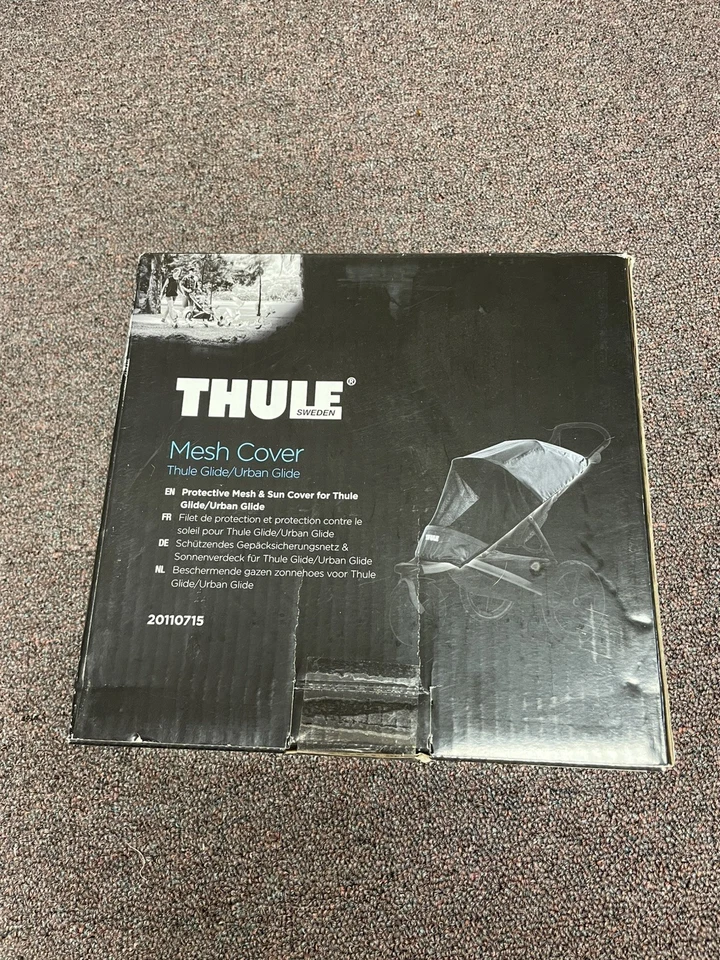 THULE®
SWEDEN
Mesh Cover
Thule Glide/Urban Glide
EN Protective Mesh & Sun Cover for Thule
Glide/Urban Glide
FR Filet de protection et protection contre le
soleil pour Thule Glide/Urban Glide
DE Schützendes Gepäcksicherungsnetz &
Sonnenverdeck für Thule Glide/Urban Glide
NL Beschermende gazen zonnehoes voor Thule
Glide/Urban Glide
20110715
THULE